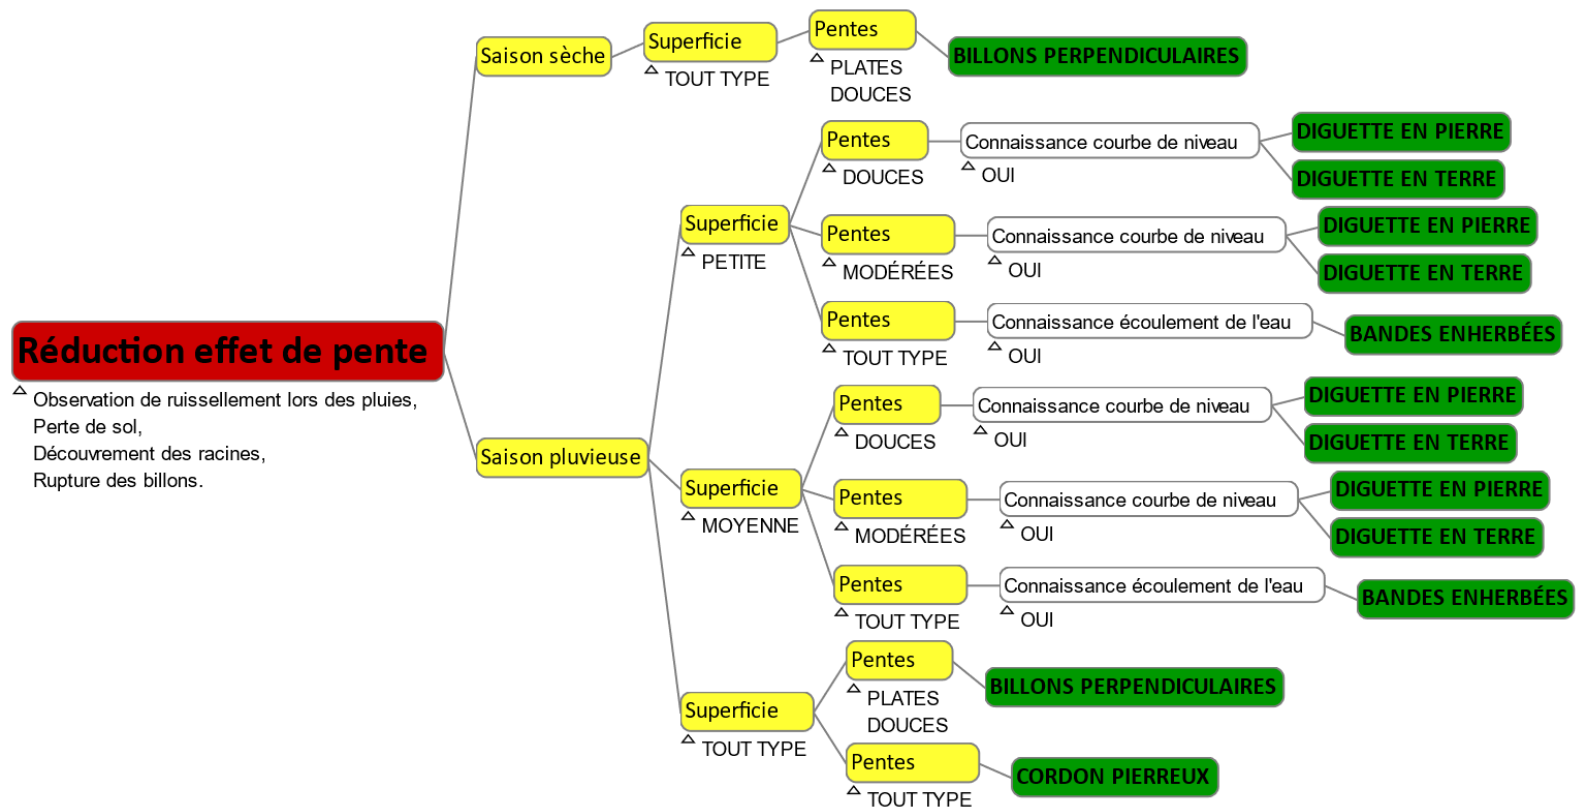 Réduction effet de pente
Observation de ruissellement lors des pluies,
Perte de sol,
Découvrement des racines,
Rupture des billons.
Saison sèche
Superficie
TOUT TYPE
Pentes
PLATES
DOUCES
BILLONS PERPENDICULAIRES
Saison pluvieuse
Superficie
PETITE
Pentes
DOUCES
Connaissance courbe de niveau
OUI
DIGUETTE EN PIERRE
DIGUETTE EN TERRE
Pentes
MODÉRÉES
Connaissance courbe de niveau
OUI
DIGUETTE EN PIERRE
DIGUETTE EN TERRE
Pentes
TOUT TYPE
Connaissance écoulement de l'eau
OUI
BANDES ENHERBÉES
Superficie
MOYENNE
Pentes
DOUCES
Connaissance courbe de niveau
OUI
DIGUETTE EN PIERRE
DIGUETTE EN TERRE
Pentes
MODÉRÉES
Connaissance courbe de niveau
OUI
DIGUETTE EN PIERRE
DIGUETTE EN TERRE
Pentes
TOUT TYPE
Connaissance écoulement de l'eau
OUI
BANDES ENHERBÉES
Superficie
TOUT TYPE
Pentes
PLATES
DOUCES
BILLONS PERPENDICULAIRES
Pentes
TOUT TYPE
CORDON PIERREUX